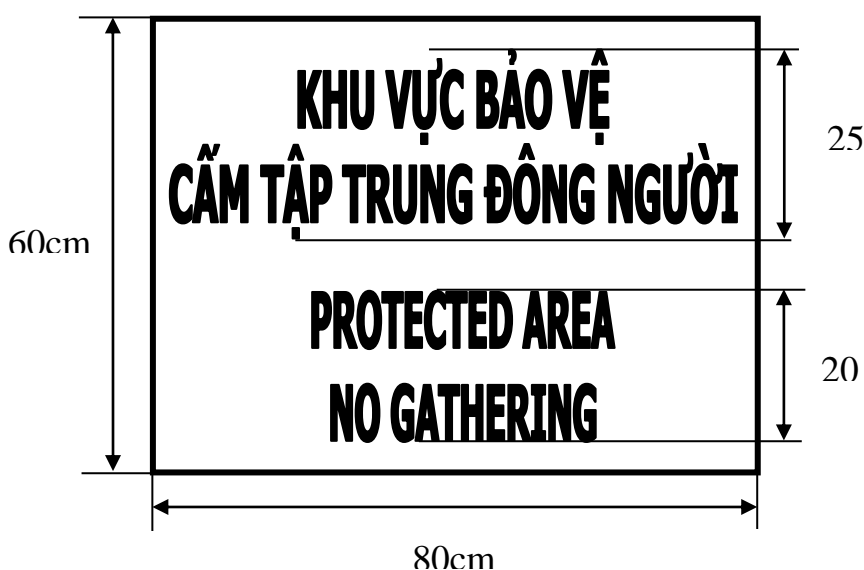 KHU VỰC BẢO VỆ
CẤM TẬP TRUNG ĐÔNG NGƯỜI
PROTECTED AREA
NO GATHERING
60cm
25
20
80cm